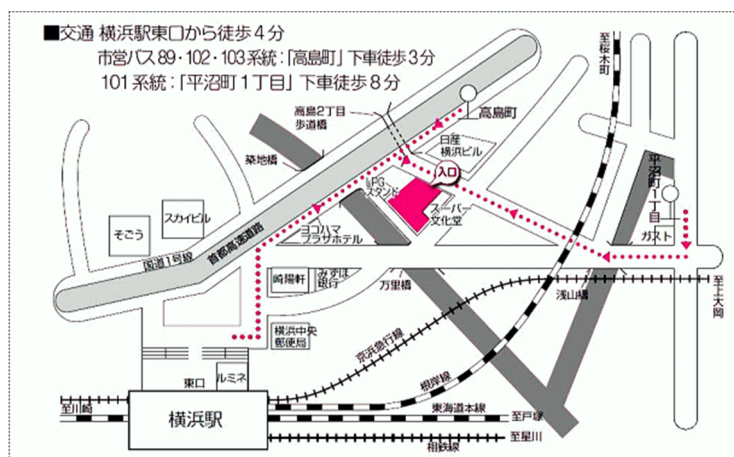 ■交通 横浜駅東口から徒歩4分
市営バス89・102・103系統：「高島町」下車徒歩3分
101系統：「平沼町1丁目」下車徒歩8分
至桜木町
高島2丁目
歩道橋
高島町
築地橋
日産
横浜ビル
入口
平沼町1丁目
LPG
スタンド
スーパー
文化堂
スカイビル
そごう
ヨコハマ
プラザホテル
ガスト
国道1号線
首都高速道路
崎陽軒
みずほ
銀行
万里橋
浅山橋
至上大岡
横浜中央
郵便局
京浜急行線
根岸線
東口
ルミネ
至川崎
横浜駅
東海道本線
至戸塚
相鉄線
至星川